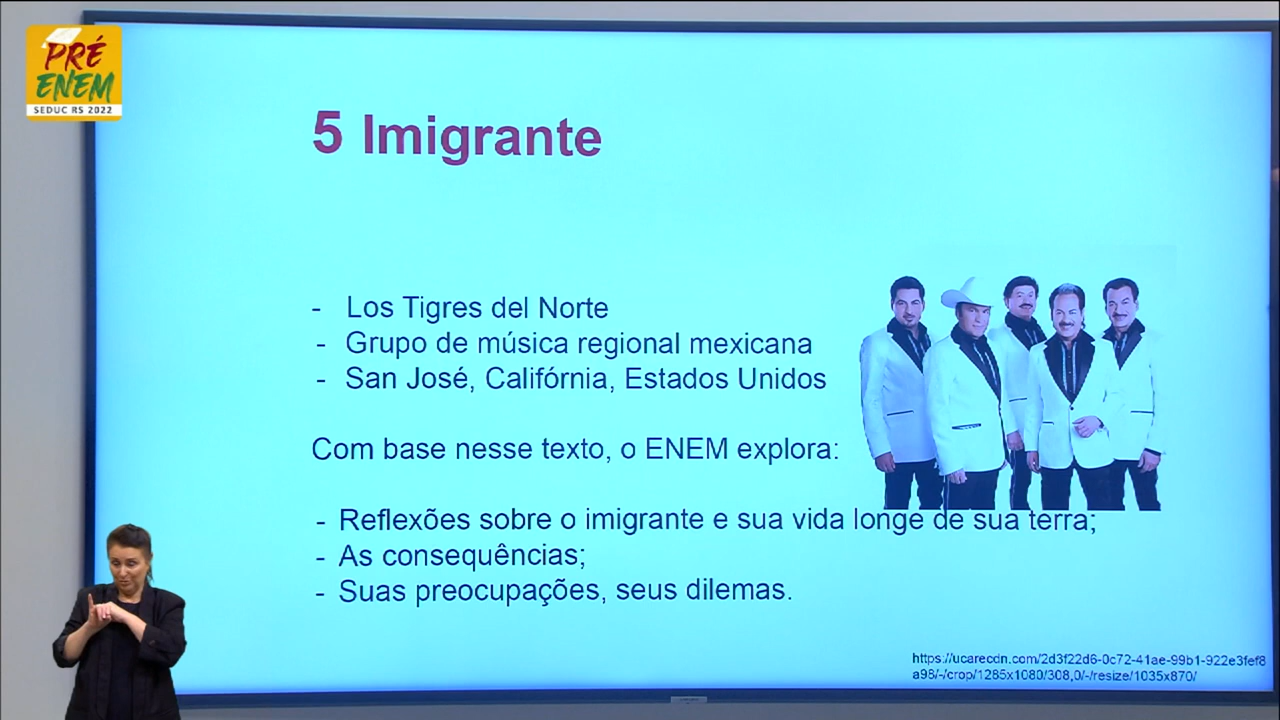 PRÉ
ENEM
SEDUC RS 2022
5 Imigrante
- Los Tigres del Norte
- Grupo de música regional mexicana
- San José, Califórnia, Estados Unidos
Com base nesse texto, o ENEM explora:
- Reflexões sobre o imigrante e sua vida longe de sua terra;
- As consequências;
- Suas preocupações, seus dilemas.
https://ucarecdn.com/2d3f22d6-0c72-41ae-99b1-922e3fef8
a98/-/crop/1285x1080/308,0/-/resize/1035x870/